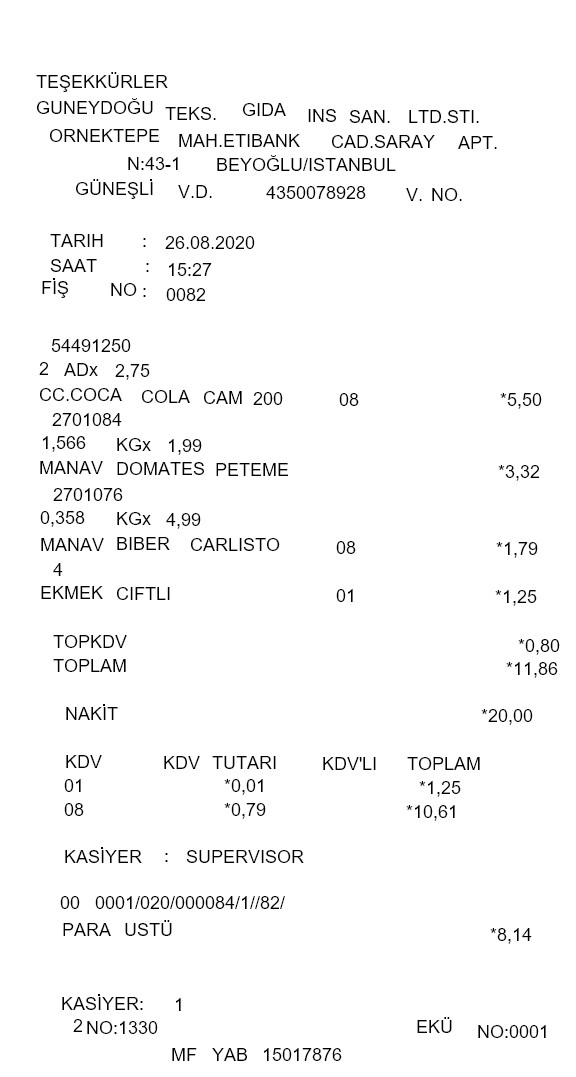 TEŞEKKÜRLER
GUNEYDOĞU TEKS. GIDA INS SAN. LTD.STI.
ORNEKTEPE MAH.ETIBANK CAD.SARAY APT.
N:43-1 BEYOĞLU/ISTANBUL
GÜNEŞLİ V.D. 4350078928 V. NO.
TARIH : 26.08.2020
SAAT : 15:27
FİŞ NO : 0082
54491250
2 ADx 2,75
CC.COCA COLA CAM 200 08 *5,50
2701084
1,566 KGx 1,99
MANAV DOMATES PETEME *3,32
2701076
0,358 KGx 4,99
MANAV BIBER CARLISTO 08 *1,79
4
EKMEK CIFTLI 01 *1,25
TOPKDV *0,80
TOPLAM *11,86
NAKİT *20,00
KDV KDV TUTARI KDV'LI TOPLAM
01 *0,01 *1,25
08 *0,79 *10,61
KASİYER : SUPERVISOR
00 0001/020/000084/1//82/
PARA USTÜ *8,14
KASİYER: 1
2 NO:1330 EKÜ NO:0001
MF YAB 15017876